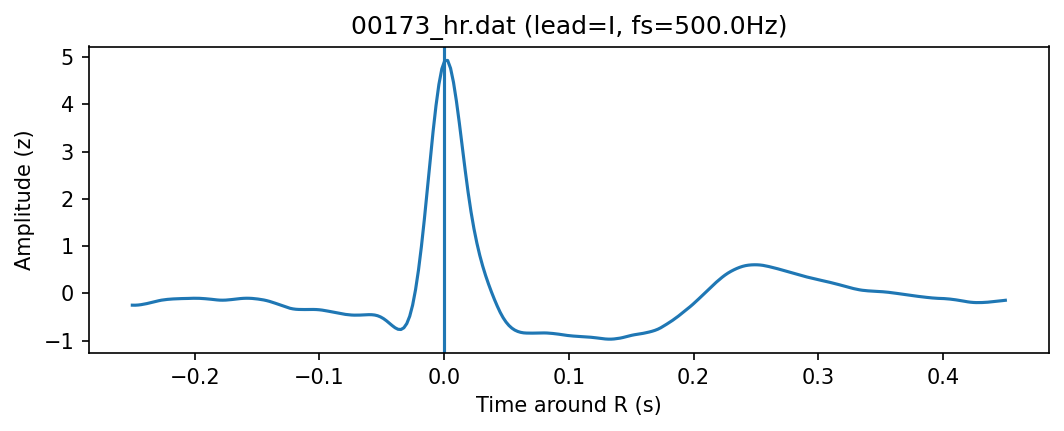 00173_hr.dat (lead=I, fs=500.0Hz)
Amplitude (z)
5
4
3
2
1
0
−1
−0.2 −0.1 0.0 0.1 0.2 0.3 0.4
Time around R (s)